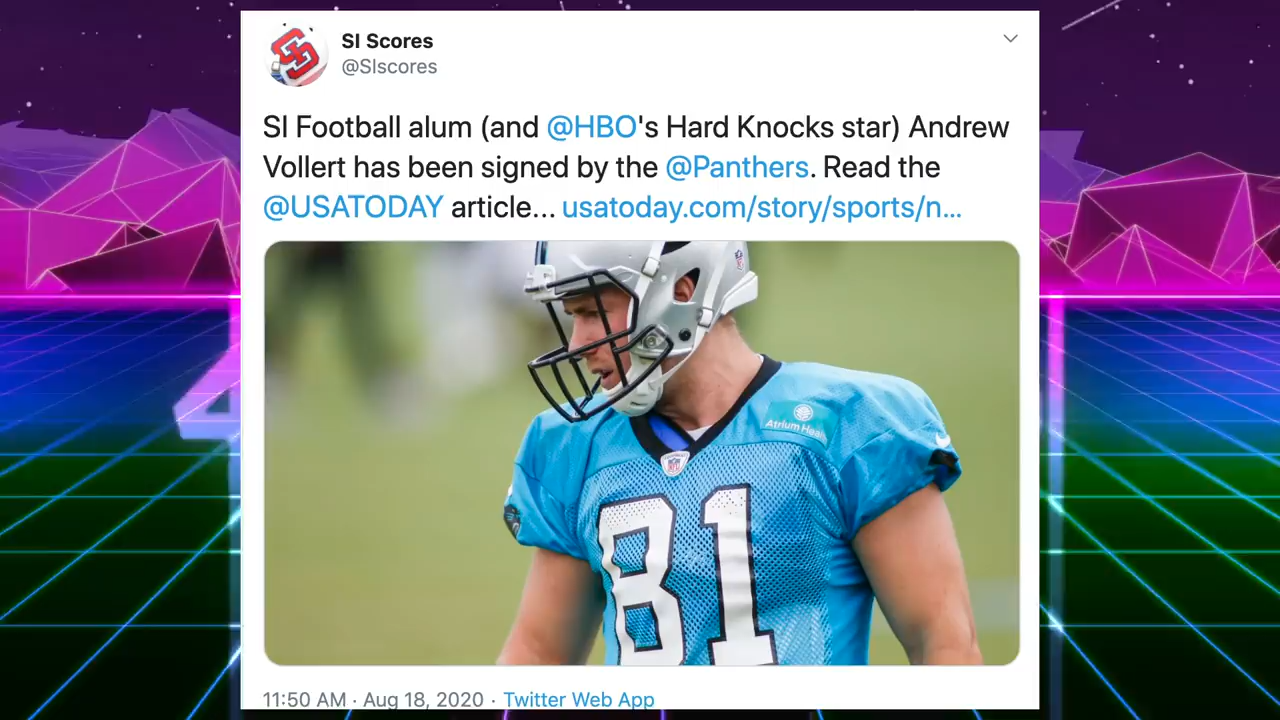 SI Scores
@SIscores
SI Football alum (and @HBO's Hard Knocks star) Andrew
Vollert has been signed by the @Panthers. Read the
@USATODAY article... usatoday.com/story/sports/n...
Atrium Heal
81
11:50 AM · Aug 18, 2020 · Twitter Web App